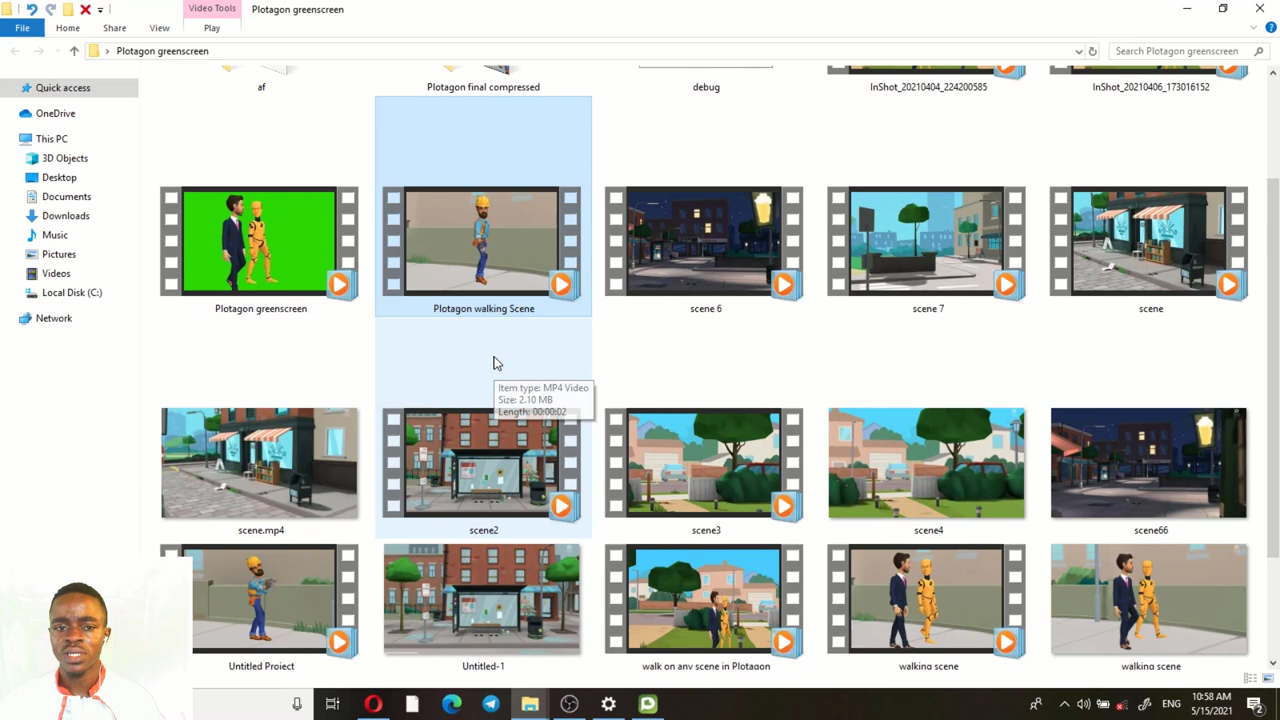 Video Tools
Plotagon greenscreen
File
Home
Share
View
Play
Plotagon greenscreen
Search Plotagon greenscreen
Quick access
OneDrive
This PC
3D Objects
Desktop
Documents
Downloads
Music
Pictures
Videos
Local Disk (C:)
Network
af
Plotagon final compressed
debug
InShot_20210404_224200585
InShot_20210406_173016152
Plotagon greenscreen
Plotagon walking Scene
scene 6
scene 7
scene
Item type: MP4 Video
Size: 2.10 MB
Length: 00:00:02
scene.mp4
scene2
scene3
scene4
scene66
Untitled Project
Untitled-1
walk on any scene in Plotagon
walking scene
walking scene
ENG
10:58 AM
5/15/2021
2